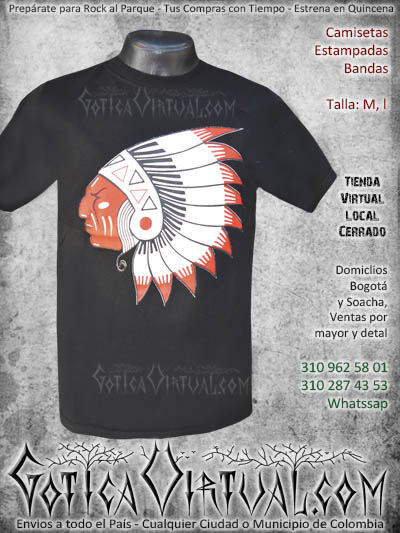 Prepárate para Rock al Parque - Tus Compras con Tiempo - Estrena en Quincena
Camisetas
Estampadas
Bandas
GoticaVirtual.com
Talla: M, l
Tienda
Virtual
Local
Cerrado
Domiclios
Bogotá
y Soacha,
Ventas por
mayor y detal
310 962 58 01
310 287 43 53
Whatssap
GoticaVirtual.com
GoticaVirtual.com
Envios a todo el País - Cualquier Ciudad o Municipio de Colombia